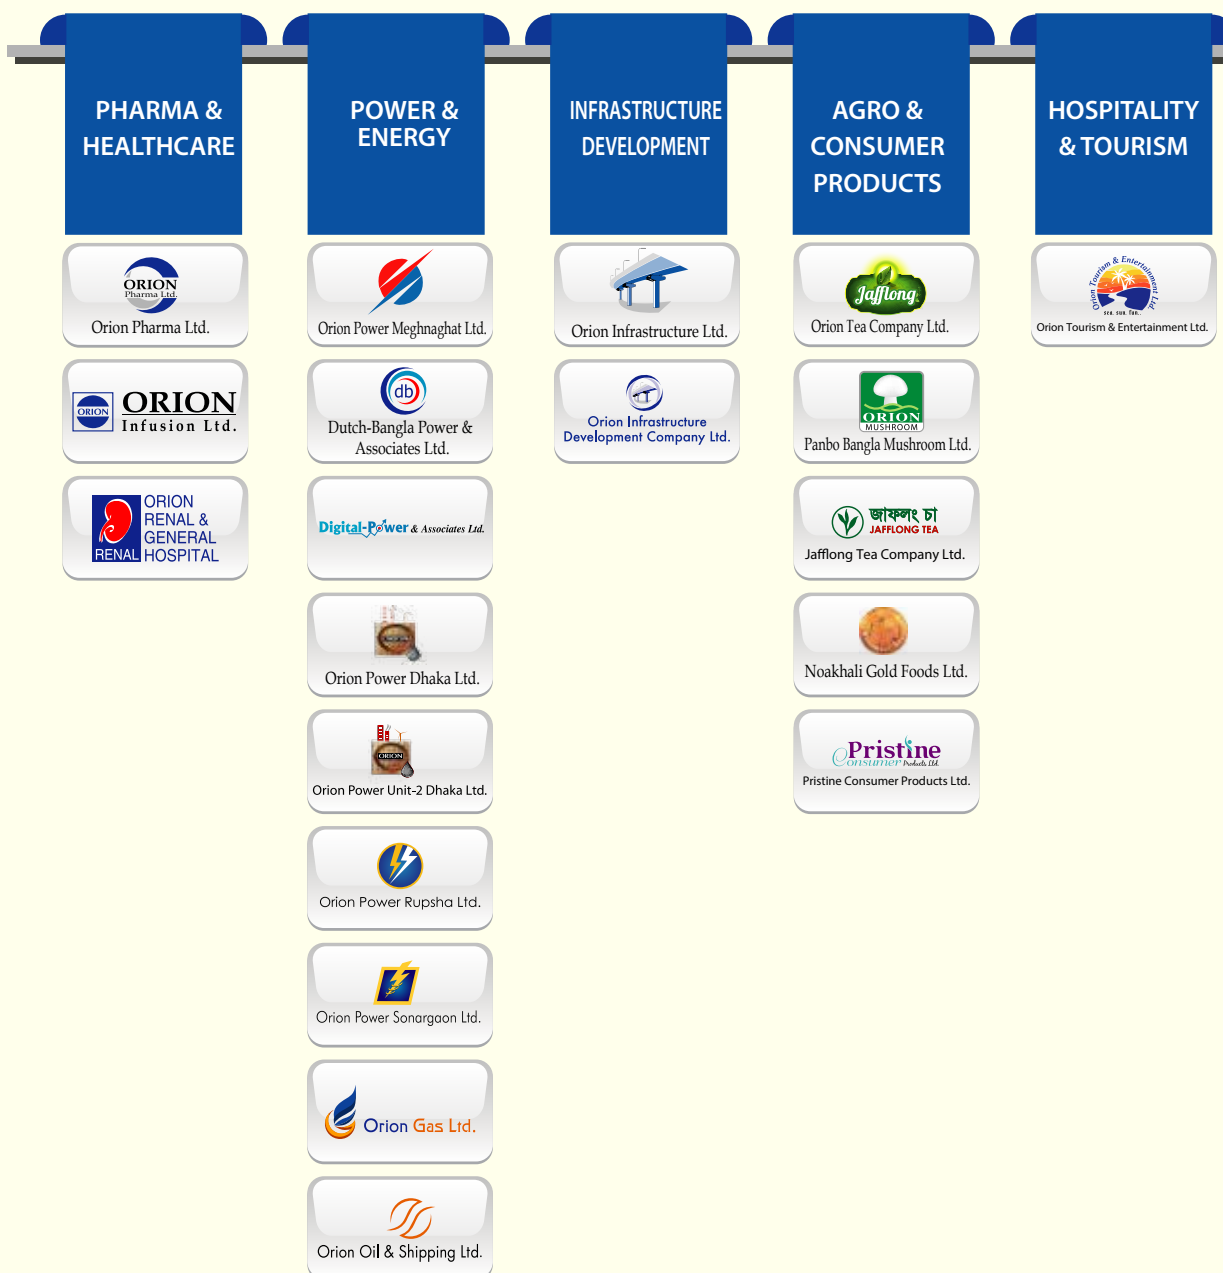 PHARMA &
HEALTHCARE
ORION
Pharma Ltd.
Orion Pharma Ltd.
ORION
ORION
Infusion Ltd.
RENAL
ORION
RENAL &
GENERAL
HOSPITAL
POWER &
ENERGY
Orion Power Meghnaghat Ltd.
db
Dutch-Bangla Power &
Associates Ltd.
Digital-Power & Associates Ltd.
Orion Power Dhaka Ltd.
ORION
Orion Power Unit-2 Dhaka Ltd.
Orion Power Rupsha Ltd.
Orion Power Sonargaon Ltd.
Orion Gas Ltd.
Orion Oil & Shipping Ltd.
INFRASTRUCTURE
DEVELOPMENT
Orion Infrastructure Ltd.
Orion Infrastructure
Development Company Ltd.
AGRO &
CONSUMER
PRODUCTS
Jafflong
Orion Tea Company Ltd.
ORION
MUSHROOM
Panbo Bangla Mushroom Ltd.
জাফলং চা
JAFFLONG TEA
Jafflong Tea Company Ltd.
Noakhali Gold Foods Ltd.
Pristine
Consumer Products Ltd.
Pristine Consumer Products Ltd.
HOSPITALITY
& TOURISM
Orion Tourism & Entertainment Ltd
sea. sun. fun..
Orion Tourism & Entertainment Ltd.